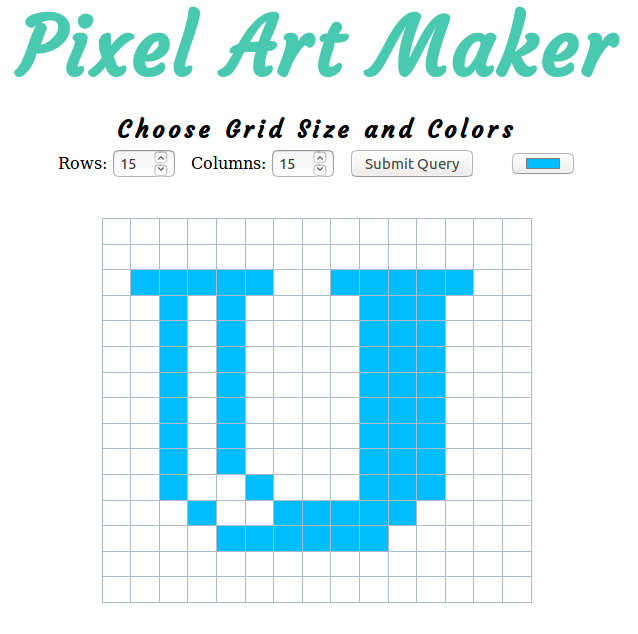 Pixel Art Maker
Choose Grid Size and Colors
Rows: 15 Columns: 15 Submit Query
U